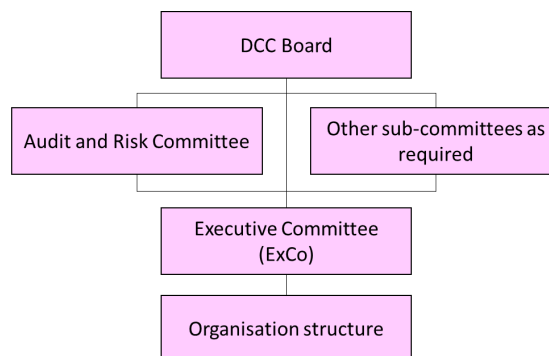 DCC Board
Audit and Risk Committee
Other sub-committees as
required
Executive Committee
(ExCo)
Organisation structure